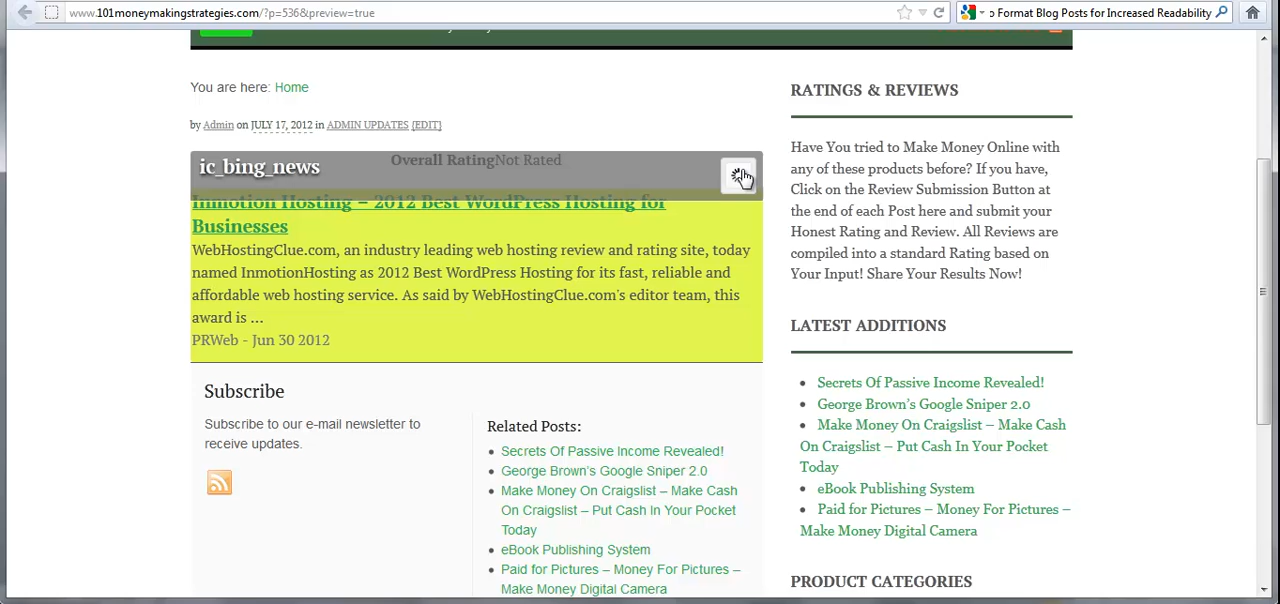 www.101moneymakingstrategies.com/?p=536&preview=true
o Format Blog Posts for Increased Readability
You are here: Home
by Admin on JULY 17, 2012 in ADMIN UPDATES [EDIT]
ic_bing_news
Overall RatingNot Rated
Inmotion Hosting – 2012 Best WordPress Hosting for
Businesses
WebHostingClue.com, an industry leading web hosting review and rating site, today
named InmotionHosting as 2012 Best WordPress Hosting for its fast, reliable and
affordable web hosting service. As said by WebHostingClue.com's editor team, this
award is ...
PRWeb - Jun 30 2012
Subscribe
Subscribe to our e-mail newsletter to
receive updates.
Related Posts:
Secrets Of Passive Income Revealed!
George Brown's Google Sniper 2.0
Make Money On Craigslist – Make Cash
On Craigslist – Put Cash In Your Pocket
Today
eBook Publishing System
Paid for Pictures – Money For Pictures –
Make Money Digital Camera
RATINGS & REVIEWS
Have You tried to Make Money Online with
any of these products before? If you have,
Click on the Review Submission Button at
the end of each Post here and submit your
Honest Rating and Review. All Reviews are
compiled into a standard Rating based on
Your Input! Share Your Results Now!
LATEST ADDITIONS
Secrets Of Passive Income Revealed!
George Brown's Google Sniper 2.0
Make Money On Craigslist – Make Cash
On Craigslist – Put Cash In Your Pocket
Today
eBook Publishing System
Paid for Pictures – Money For Pictures –
Make Money Digital Camera
PRODUCT CATEGORIES